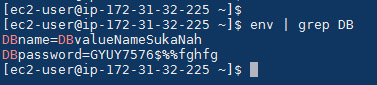 [ec2-user@ip-172-31-32-225 ~]$
[ec2-user@ip-172-31-32-225 ~]$ env | grep DB
DBname=DBvalueNameSukaNah
DBpassword=GYUY7576$%%fghfg
[ec2-user@ip-172-31-32-225 ~]$